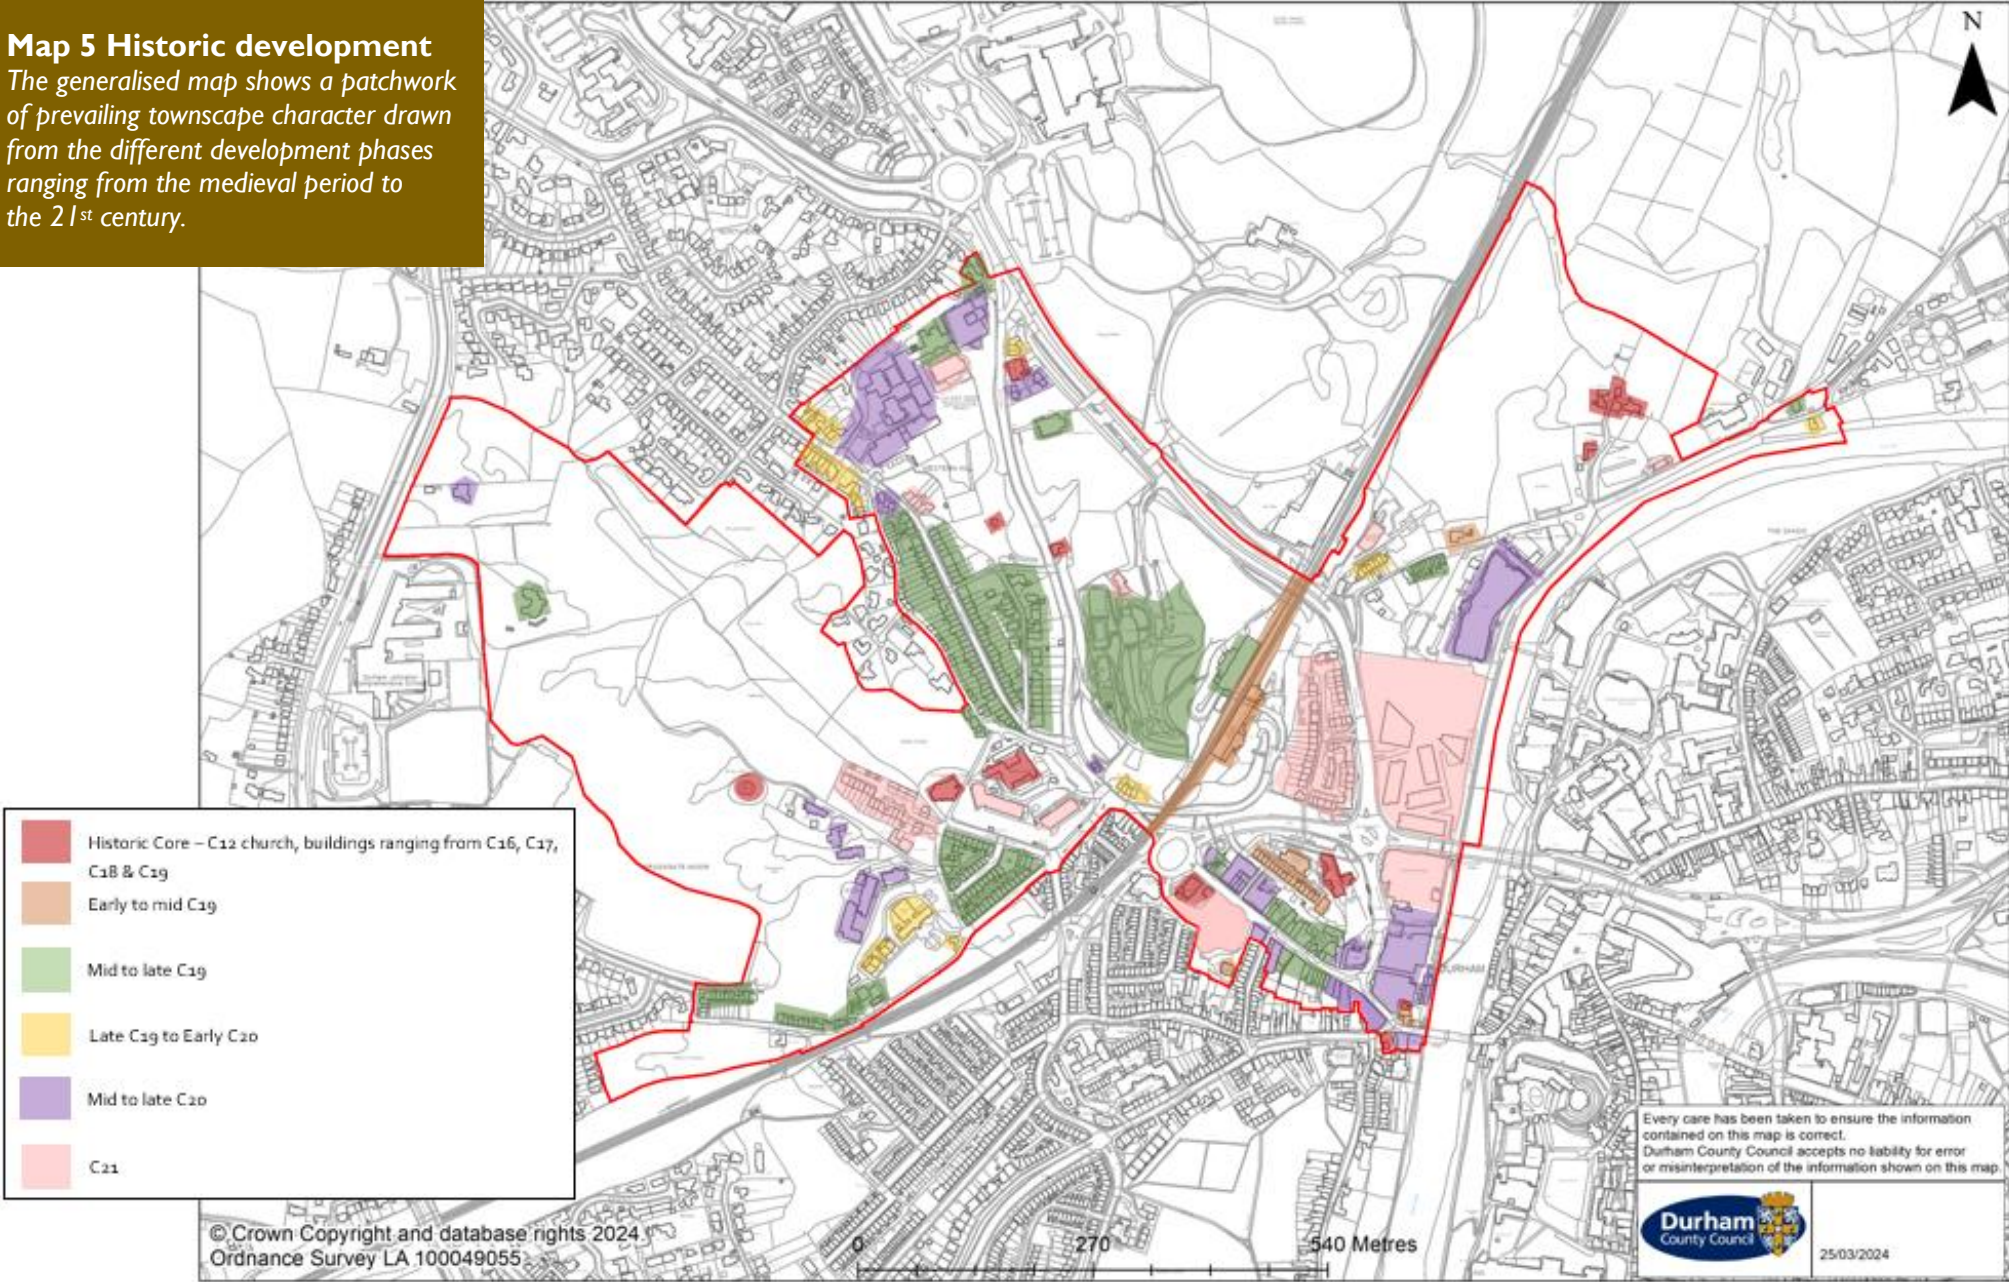 Map 5 Historic development
The generalised map shows a patchwork
of prevailing townscape character drawn
from the different development phases
ranging from the medieval period to
the 21st century.
N
Historic Core – C12 church, buildings ranging from C16, C17,
C18 & C19
Early to mid C19
Mid to late C19
Late C19 to Early C20
Mid to late C20
C21
DURHAM
© Crown Copyright and database rights 2024
Ordnance Survey LA 100049055
0 270 540 Metres
Every care has been taken to ensure the information
contained on this map is correct.
Durham County Council accepts no liability for error
or misinterpretation of the information shown on this map.
Durham
County Council
25/03/2024